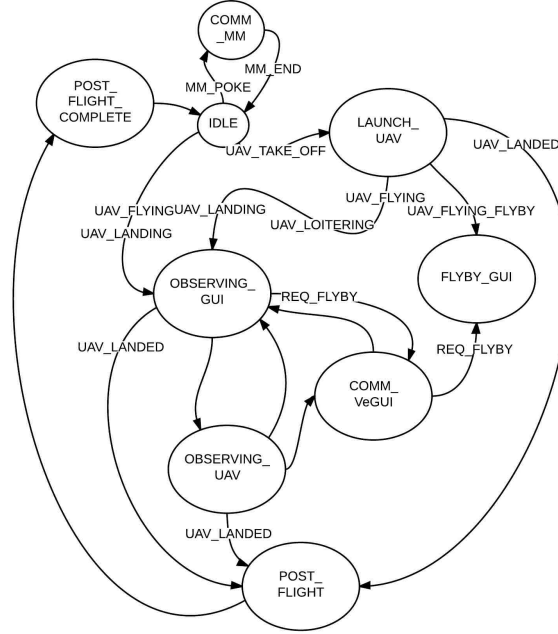 COMM
_MM
MM_END
MM_POKE
POST_
FLIGHT_
COMPLETE
IDLE
LAUNCH_
UAV
UAV_TAKE_OFF
UAV_LANDED
UAV_FLYING
UAV_LANDING
UAV_FLYING
UAV_LANDING
UAV_LOITERING
UAV_FLYING_FLYBY
OBSERVING_
GUI
FLYBY_GUI
REQ_FLYBY
UAV_LANDED
REQ_FLYBY
COMM_
VeGUI
OBSERVING_
UAV
UAV_LANDED
POST_
FLIGHT